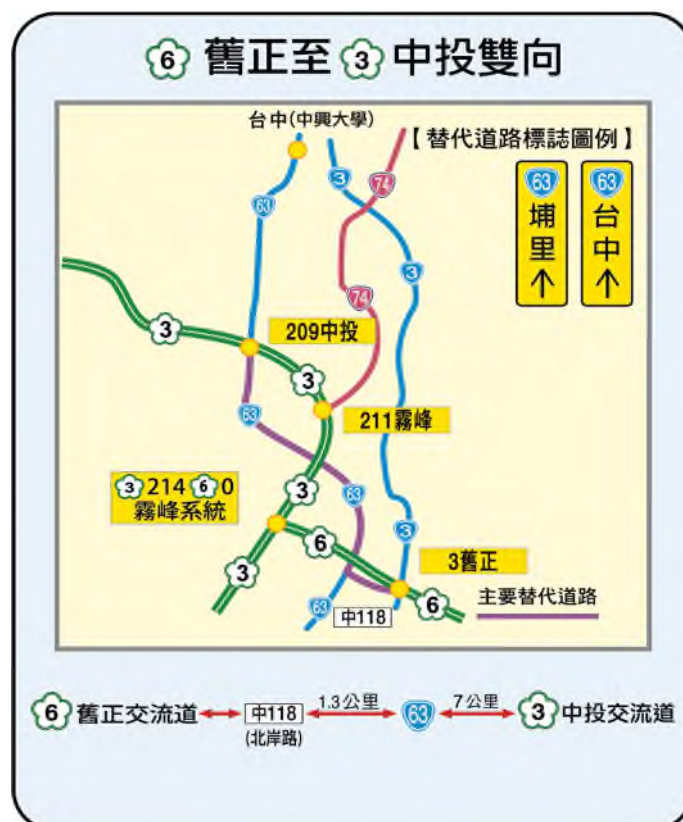 6 舊正至 3 中投雙向
台中(中興大學)
【替代道路標誌圖例】
63 埔里↑
63 台中↑
3
74
63
3
74
3
209中投
3
63
211霧峰
3 214 6 0
霧峰系統
3
63
6
3
3
3舊正
63
中118
6
主要替代道路
6 舊正交流道 中118 1.3公里 63 7公里 3 中投交流道
(北岸路)